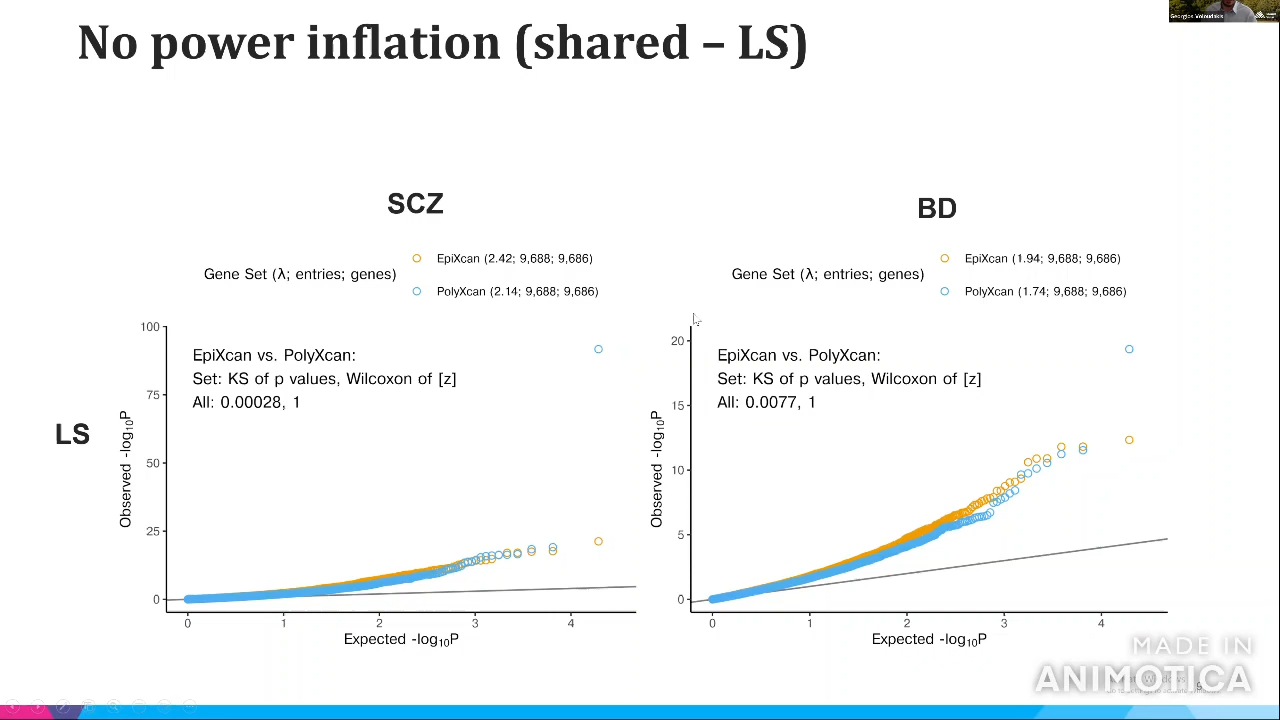 Georgios Voloudakis
No power inflation (shared – LS)
SCZ
Gene Set (λ; entries; genes)
EpiXcan (2.42; 9,688; 9,686)
PolyXcan (2.14; 9,688; 9,686)
EpiXcan vs. PolyXcan:
Set: KS of p values, Wilcoxon of [z]
All: 0.00028, 1
LS
Observed -log10P
100
75
50
25
0
0 1 2 3 4
Expected -log10P
BD
Gene Set (λ; entries; genes)
EpiXcan (1.94; 9,688; 9,686)
PolyXcan (1.74; 9,688; 9,686)
EpiXcan vs. PolyXcan:
Set: KS of p values, Wilcoxon of [z]
All: 0.0077, 1
Observed -log10P
20
15
10
5
0
0 1 2 3 4
Expected -log10P
MADE IN
ANIMOTICA